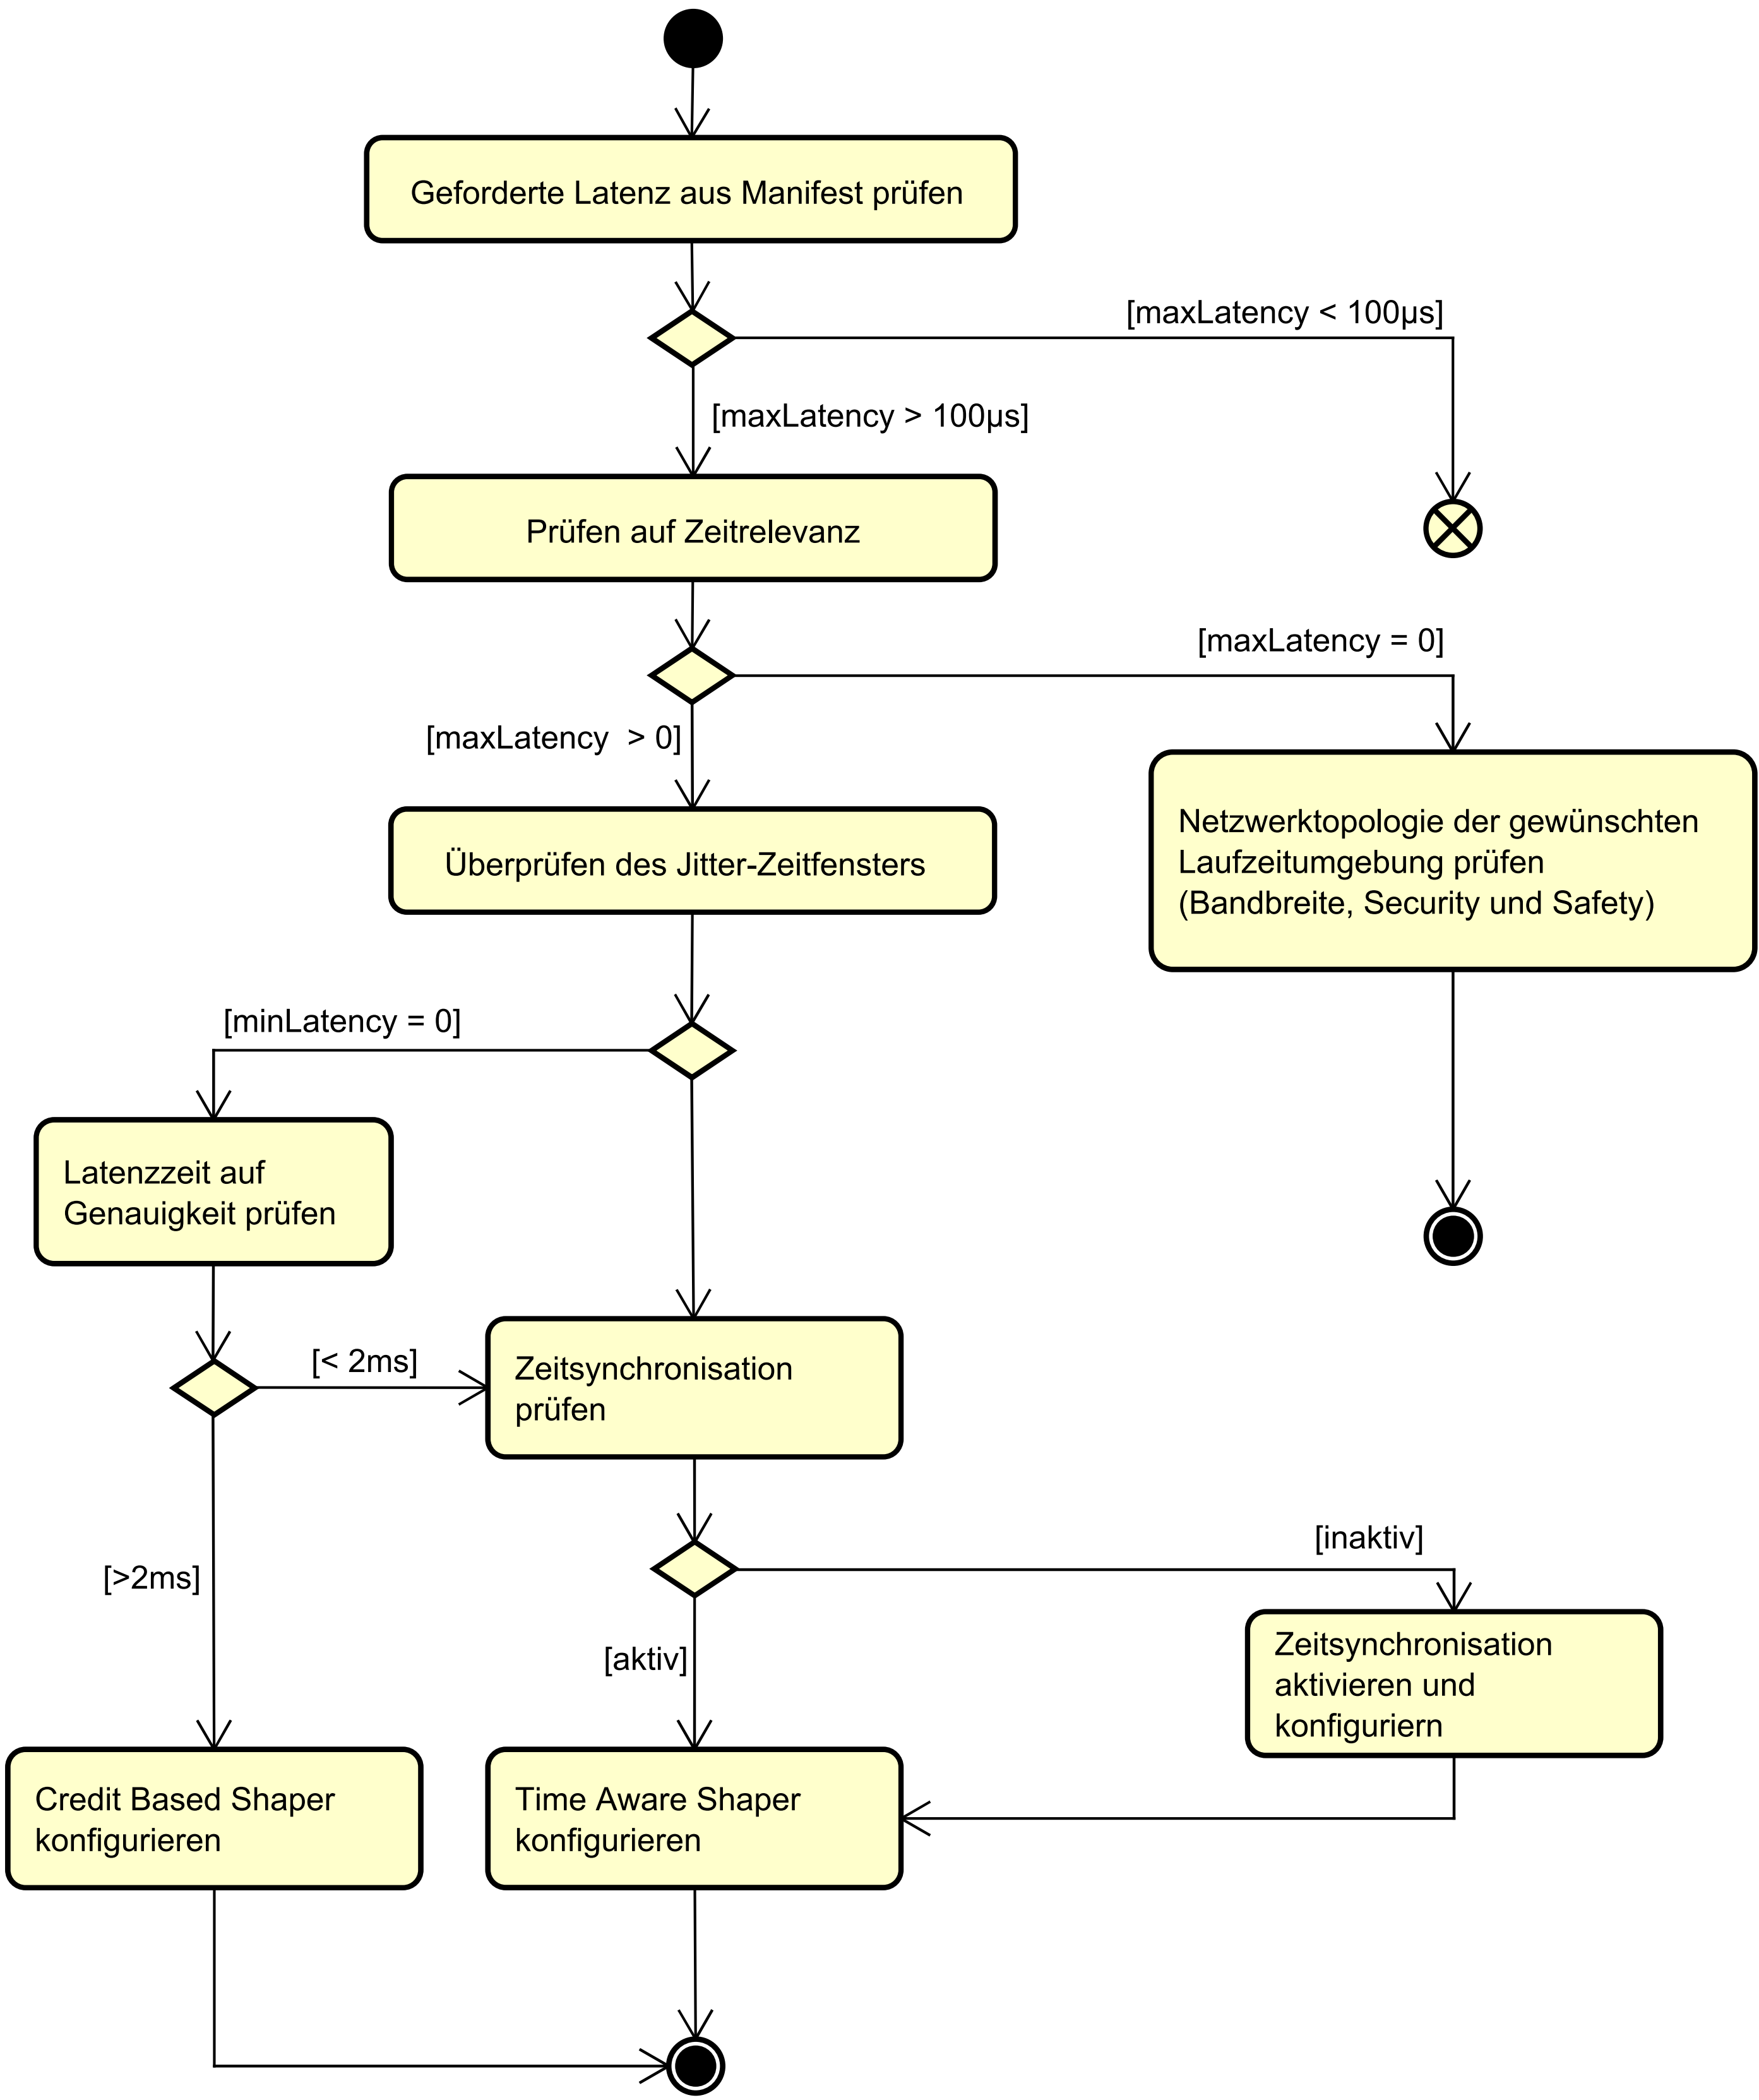 Geforderte Latenz aus Manifest prüfen
[maxLatency < 100µs]
[maxLatency > 100µs]
Prüfen auf Zeitrelevanz
[maxLatency = 0]
[maxLatency  > 0]
Netzwerktopologie der gewünschten
Laufzeitumgebung prüfen
(Bandbreite, Security und Safety)
Überprüfen des Jitter-Zeitfensters
[minLatency = 0]
Latenzzeit auf
Genauigkeit prüfen
[< 2ms]
Zeitsynchronisation
prüfen
[inaktiv]
[>2ms]
[aktiv]
Zeitsynchronisation
aktivieren und
konfiguriern
Credit Based Shaper
konfigurieren
Time Aware Shaper
konfigurieren